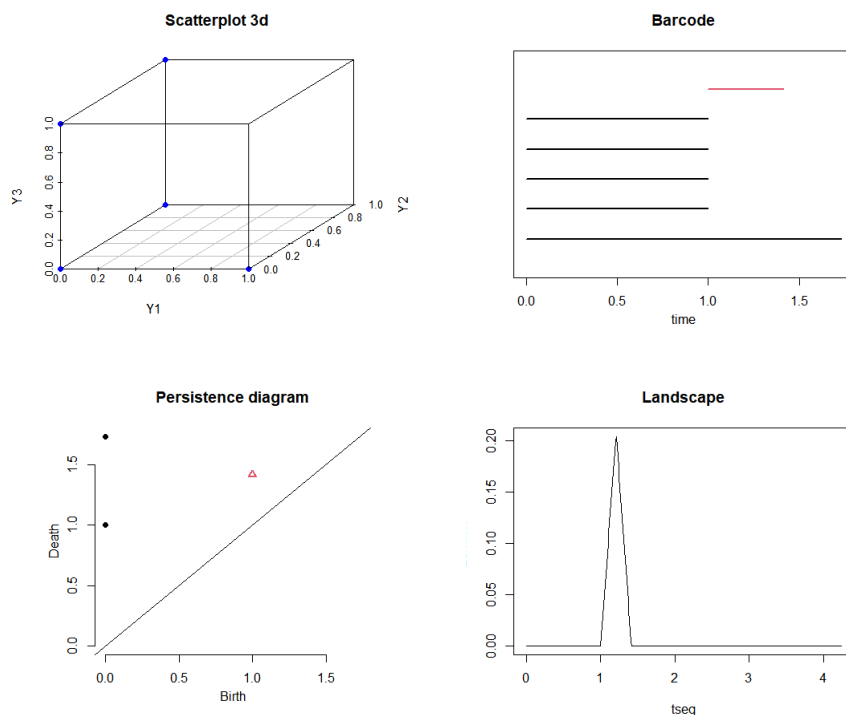 Scatterplot 3d
Y3
0.0 0.2 0.4 0.6 0.8 1.0
0.0 0.2 0.4 0.6 0.8 1.0
Y1
0.0 0.2 0.4 0.6 0.8 1.0
Y2
Barcode
0.0 0.5 1.0 1.5
time
Persistence diagram
Death
0.0 0.5 1.0 1.5
0.0 0.5 1.0 1.5
Birth
Landscape
0.00 0.05 0.10 0.15 0.20
0 1 2 3 4
tseq